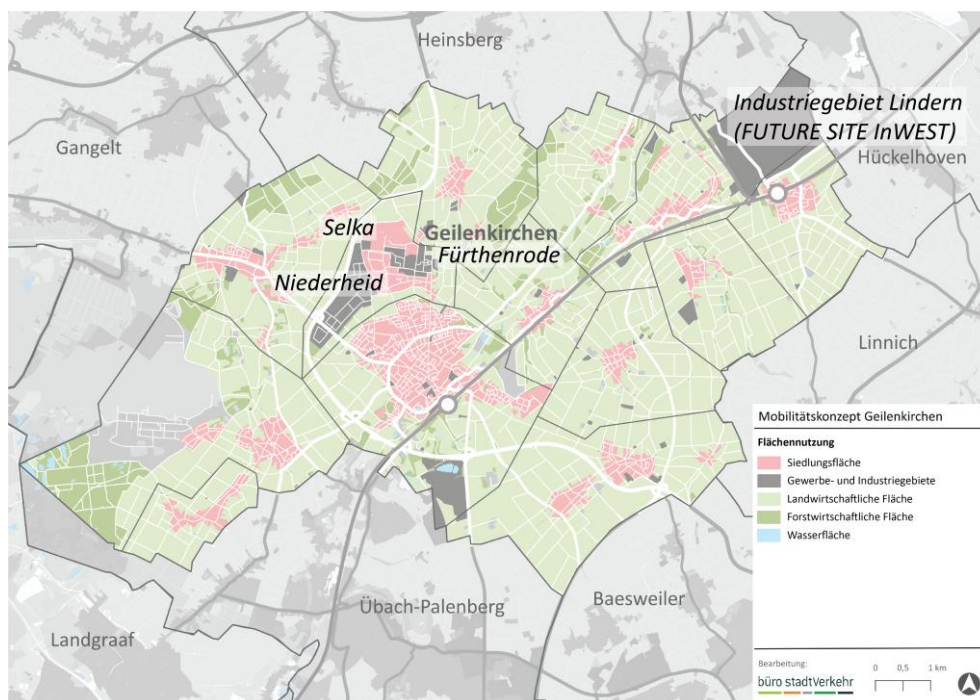 Heinsberg
Industriegebiet Lindern
(FUTURE SITE InWEST)
Gangelt
Hückelhoven
Selka
Geilenkirchen
Fürthenrode
Niederheid
Linnich
Mobilitätskonzept Geilenkirchen
Flächennutzung
Siedlungsfläche
Gewerbe- und Industriegebiete
Landwirtschaftliche Fläche
Forstwirtschaftliche Fläche
Wasserfläche
Übach-Palenberg
Baesweiler
Landgraaf
Bearbeitung:
büro stadtVerkehr
0 0,5 1 km